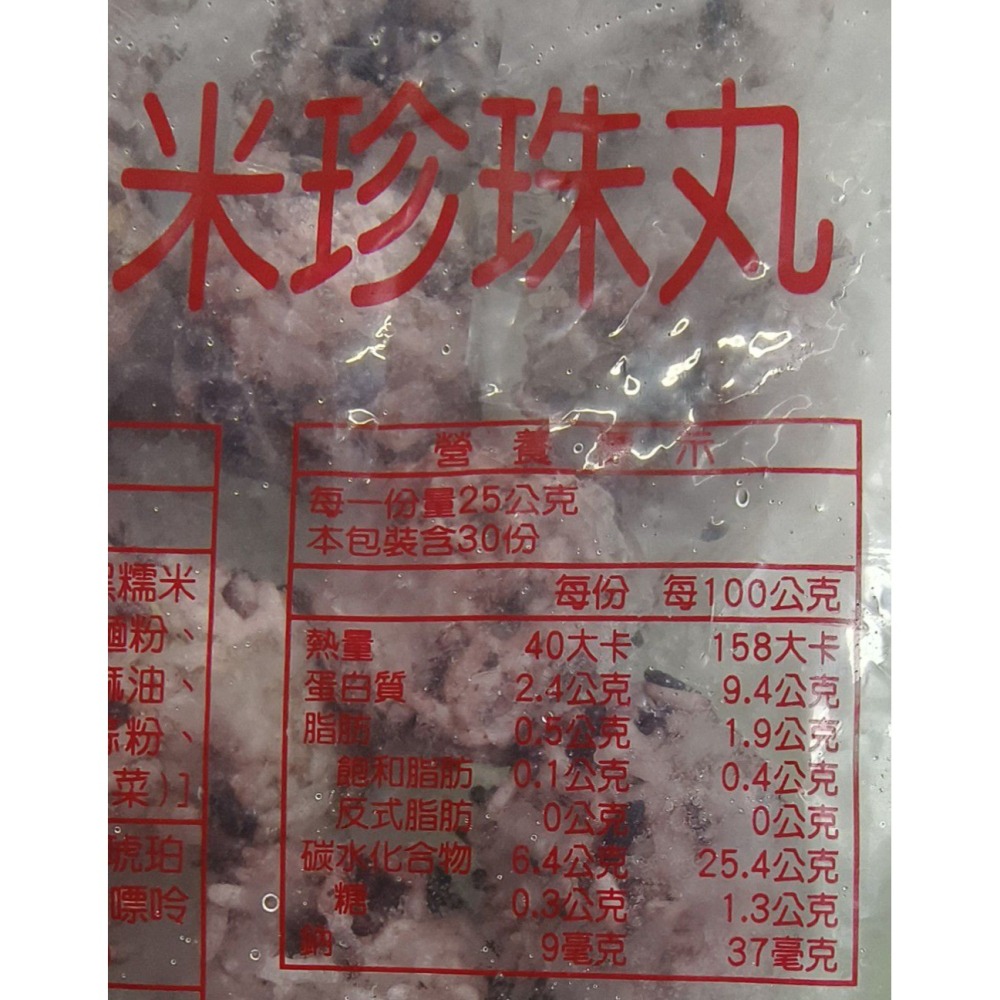 米珍珠丸
糯米
麵粉、
油、
粉、
菜)]
琥珀
嘌呤
營養標示
每一份量25公克
本包裝含30份
每份 每100公克
熱量 40大卡 158大卡
蛋白質 2.4公克 9.4公克
脂肪 0.5公克 1.9公克
飽和脂肪 0.1公克 0.4公克
反式脂肪 0公克 0公克
碳水化合物 6.4公克 25.4公克
糖 0.3公克 1.3公克
鈉 9毫克 37毫克